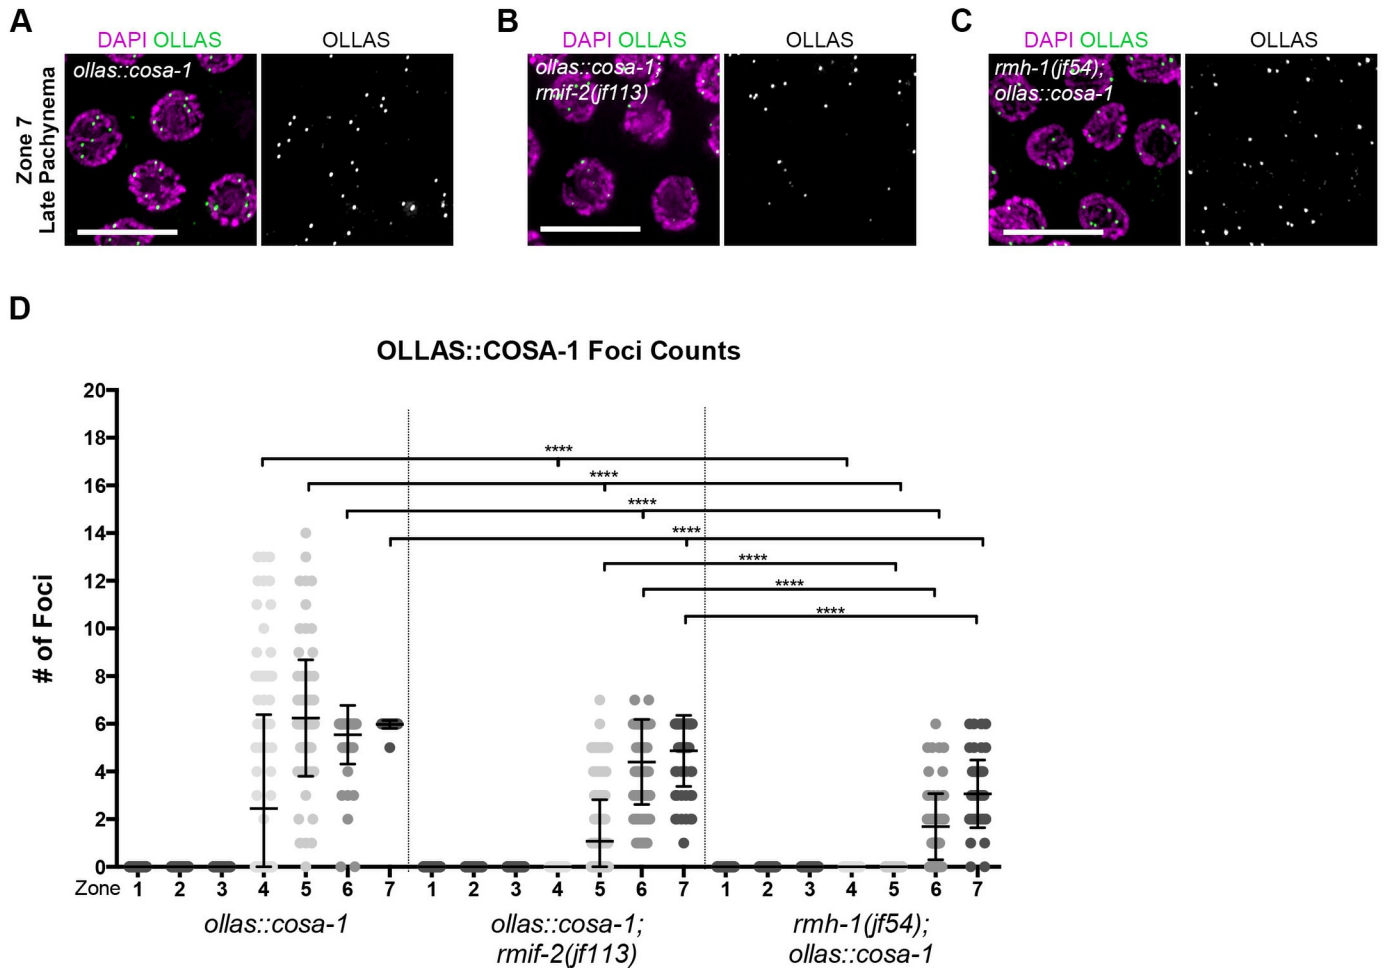 A
DAPI OLLAS
OLLAS
ollas::cosa-1
Zone 7
Late Pachynema
B
DAPI OLLAS
OLLAS
ollas::cosa-1;
rmif-2(jf113)
C
DAPI OLLAS
OLLAS
rmh-1(jf54);
ollas::cosa-1
D
OLLAS::COSA-1 Foci Counts
# of Foci
20
18
16
14
12
10
8
6
4
2
0
****
****
****
****
****
****
****
Zone 1 2 3 4 5 6 7 1 2 3 4 5 6 7 1 2 3 4 5 6 7
ollas::cosa-1
ollas::cosa-1;
rmif-2(jf113)
rmh-1(jf54);
ollas::cosa-1